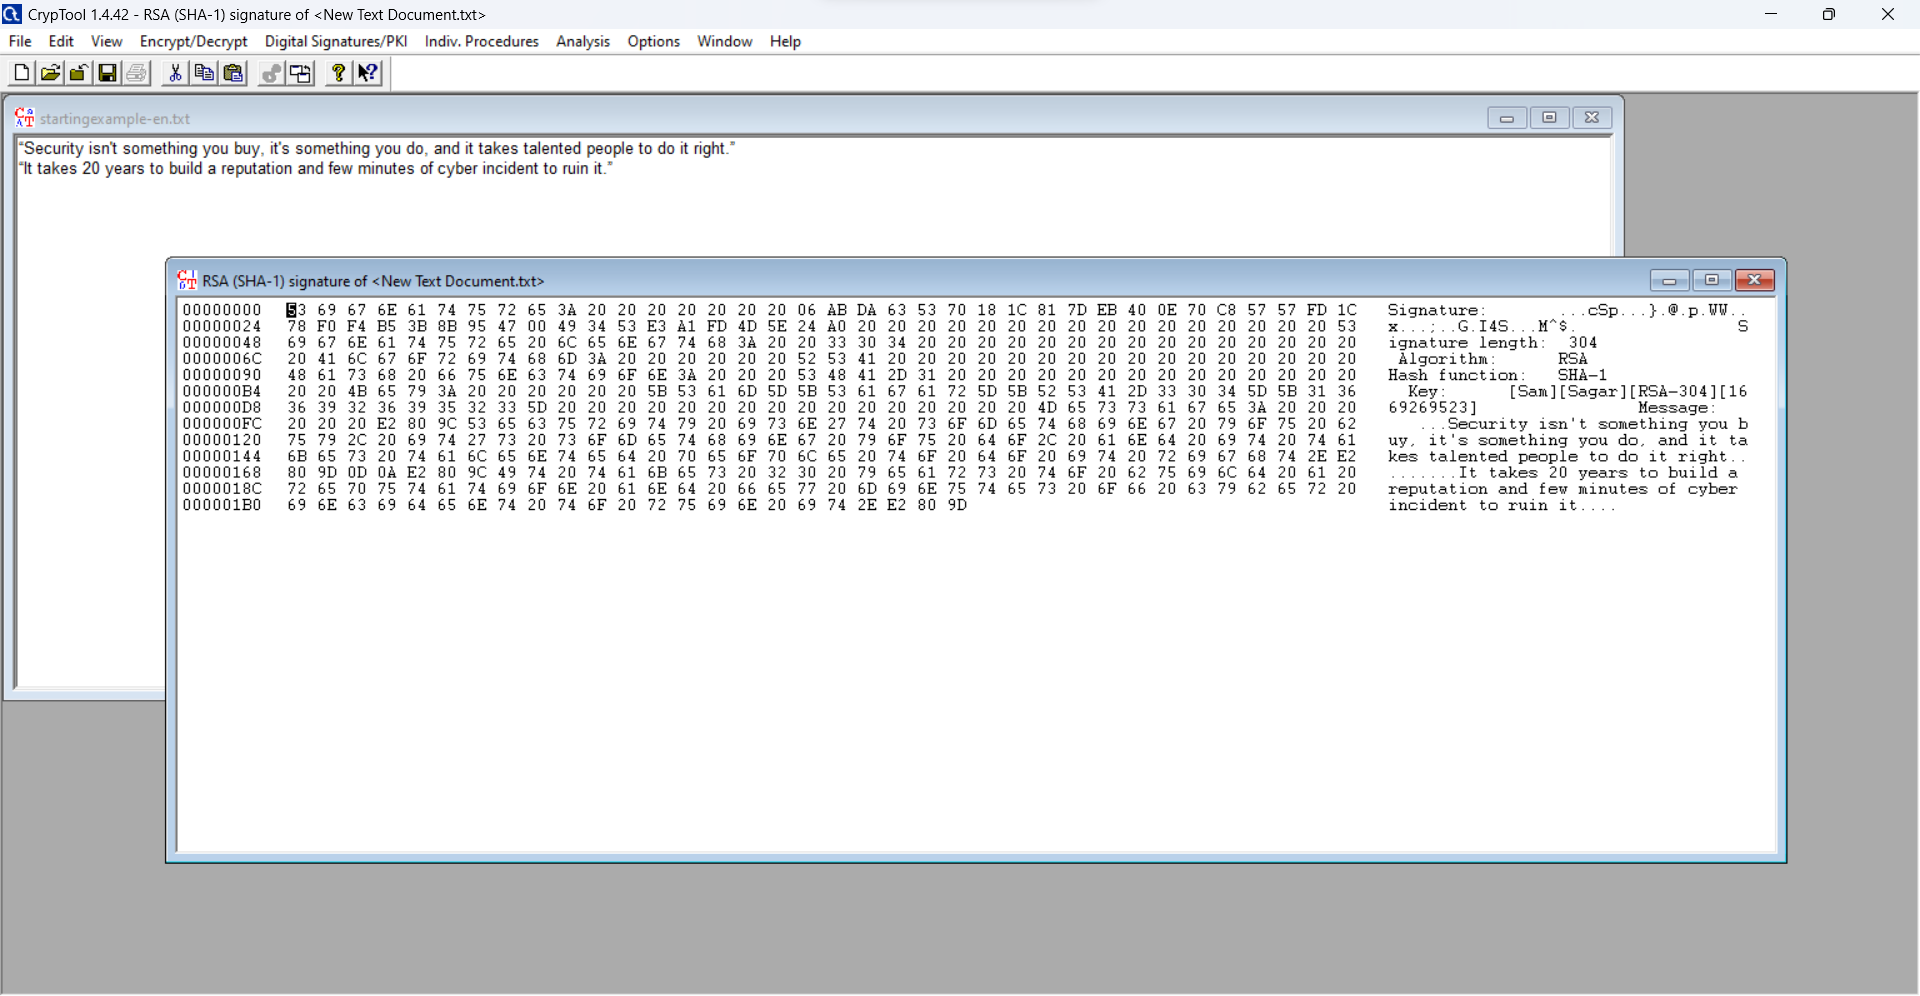 CrypTool 1.4.42 - RSA (SHA-1) signature of <New Text Document.txt>
File Edit View Encrypt/Decrypt Digital Signatures/PKI Indiv. Procedures Analysis Options Window Help
startingexample-en.txt
“Security isn't something you buy, it's something you do, and it takes talented people to do it right.”
“It takes 20 years to build a reputation and few minutes of cyber incident to ruin it.”
RSA (SHA-1) signature of <New Text Document.txt>
00000000 53 69 67 6E 61 74 75 72 65 3A 20 20 20 20 20 20 20 06 AB DA 63 53 70 18 1C 81 7D EB 40 0E 70 C8 57 57 FD 1C Signature: ...cSp...}.@.p.WW..
00000024 78 F0 F4 B5 3B 8B 95 47 00 49 34 53 E3 A1 FD 4D 5E 24 A0 20 20 20 20 20 20 20 20 20 20 20 20 20 20 20 20 53 x...;..G.I4S...M^$. S
00000048 69 67 6E 61 74 75 72 65 20 6C 65 6E 67 74 68 3A 20 20 33 30 34 20 20 20 20 20 20 20 20 20 20 20 20 20 20 20 ignature length: 304
0000006C 20 41 6C 67 6F 72 69 74 68 6D 3A 20 20 20 20 20 20 52 53 41 20 20 20 20 20 20 20 20 20 20 20 20 20 20 20 20 Algorithm: RSA
00000090 48 61 73 68 20 66 75 6E 63 74 69 6F 6E 3A 20 20 20 53 48 41 2D 31 20 20 20 20 20 20 20 20 20 20 20 20 20 20 Hash function: SHA-1
000000B4 20 20 4B 65 79 3A 20 20 20 20 20 20 5B 53 61 6D 5D 5B 53 61 67 61 72 5D 5B 52 53 41 2D 33 30 34 5D 5B 31 36 Key: [Sam][Sagar][RSA-304][16
000000D8 36 39 32 36 39 35 32 33 5D 20 20 20 20 20 20 20 20 20 20 20 20 20 20 20 20 4D 65 73 73 61 67 65 3A 20 20 20 69269523] Message:
000000FC 20 20 20 E2 80 9C 53 65 63 75 72 69 74 79 20 69 73 6E 27 74 20 73 6F 6D 65 74 68 69 6E 67 20 79 6F 75 20 62 ...Security isn't something you b
00000120 75 79 2C 20 69 74 27 73 20 73 6F 6D 65 74 68 69 6E 67 20 79 6F 75 20 64 6F 2C 20 61 6E 64 20 69 74 20 74 61 uy, it's something you do, and it ta
00000144 6B 65 73 20 74 61 6C 65 6E 74 65 64 20 70 65 6F 70 6C 65 20 74 6F 20 64 6F 20 69 74 20 72 69 67 68 74 2E E2 kes talented people to do it right..
00000168 80 9D 0D 0A E2 80 9C 49 74 20 74 61 6B 65 73 20 32 30 20 79 65 61 72 73 20 74 6F 20 62 75 69 6C 64 20 61 20 .......It takes 20 years to build a
0000018C 72 65 70 75 74 61 74 69 6F 6E 20 61 6E 64 20 66 65 77 20 6D 69 6E 75 74 65 73 20 6F 66 20 63 79 62 65 72 20 reputation and few minutes of cyber
000001B0 69 6E 63 69 64 65 6E 74 20 74 6F 20 72 75 69 6E 20 69 74 2E E2 80 9D incident to ruin it....